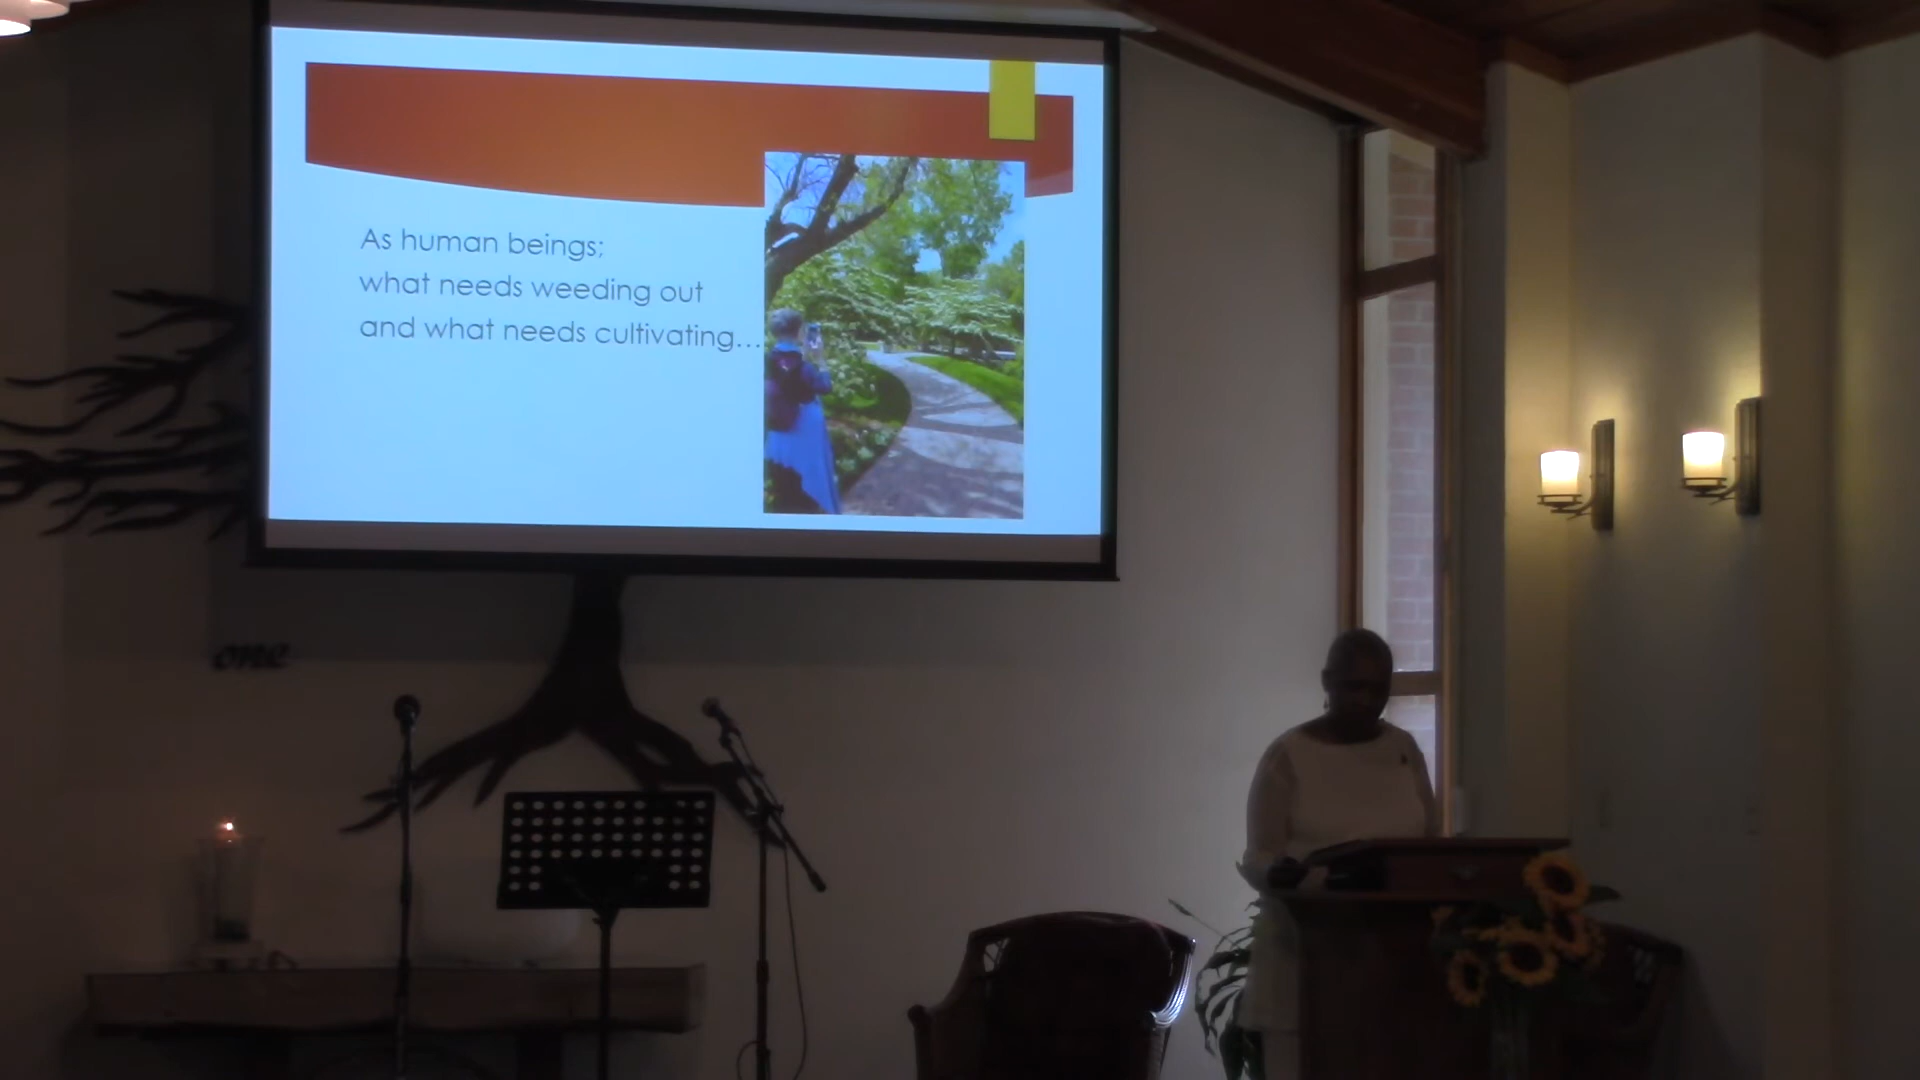 As human beings;
what needs weeding out
and what needs cultivating...
one